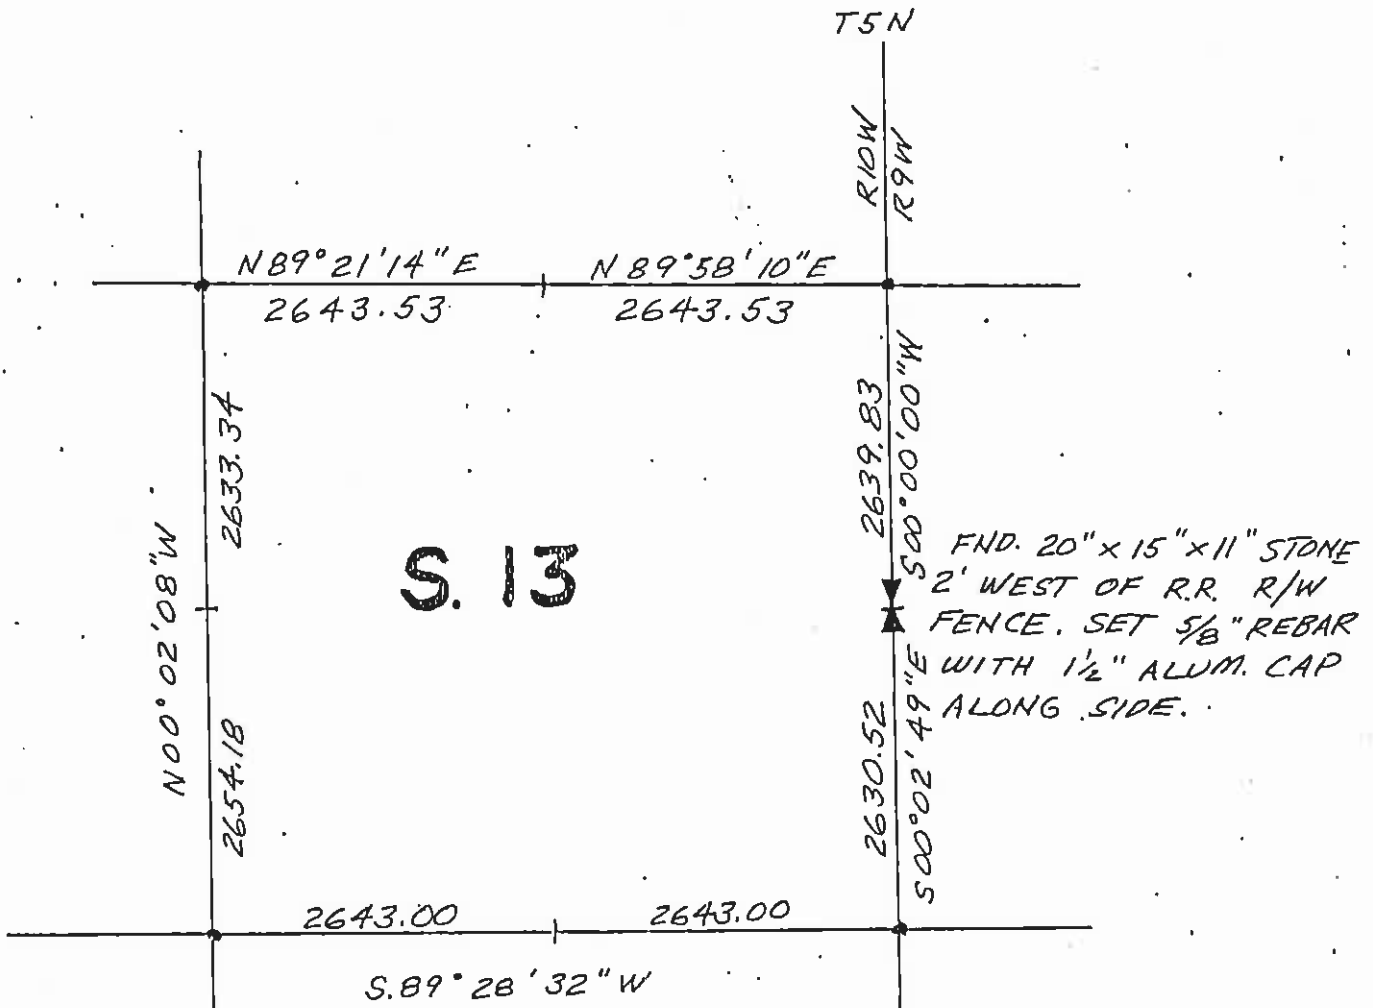 T5N
R10W
R9W
N89°21'14"E
N89°58'10"E
2643.53
2643.53
2633.34
2639.83
S00°00'00"W
N00°02'08"W
S. 13
FND. 20" x 15" x 11" STONE
2' WEST OF R.R. R/W
FENCE. SET 5/8" REBAR
WITH 1½" ALUM. CAP
ALONG SIDE.
2654.18
2630.52
S00°02'49"E
2643.00
2643.00
S.89°28'32"W